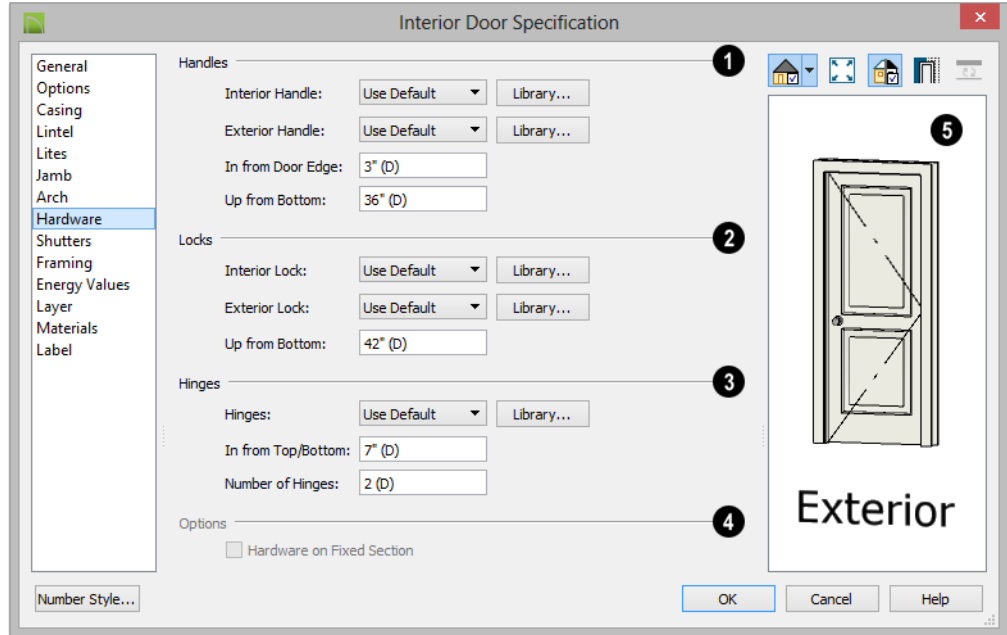 Interior Door Specification
General
Options
Casing
Lintel
Lites
Jamb
Arch
Hardware
Shutters
Framing
Energy Values
Layer
Materials
Label
Handles 1
Interior Handle: Use Default Library...
Exterior Handle: Use Default Library...
In from Door Edge: 3" (D)
Up from Bottom: 36" (D)
Locks 2
Interior Lock: Use Default Library...
Exterior Lock: Use Default Library...
Up from Bottom: 42" (D)
Hinges 3
Hinges: Use Default Library...
In from Top/Bottom: 7" (D)
Number of Hinges: 2 (D)
Options 4
Hardware on Fixed Section
5
Exterior
Number Style... OK Cancel Help